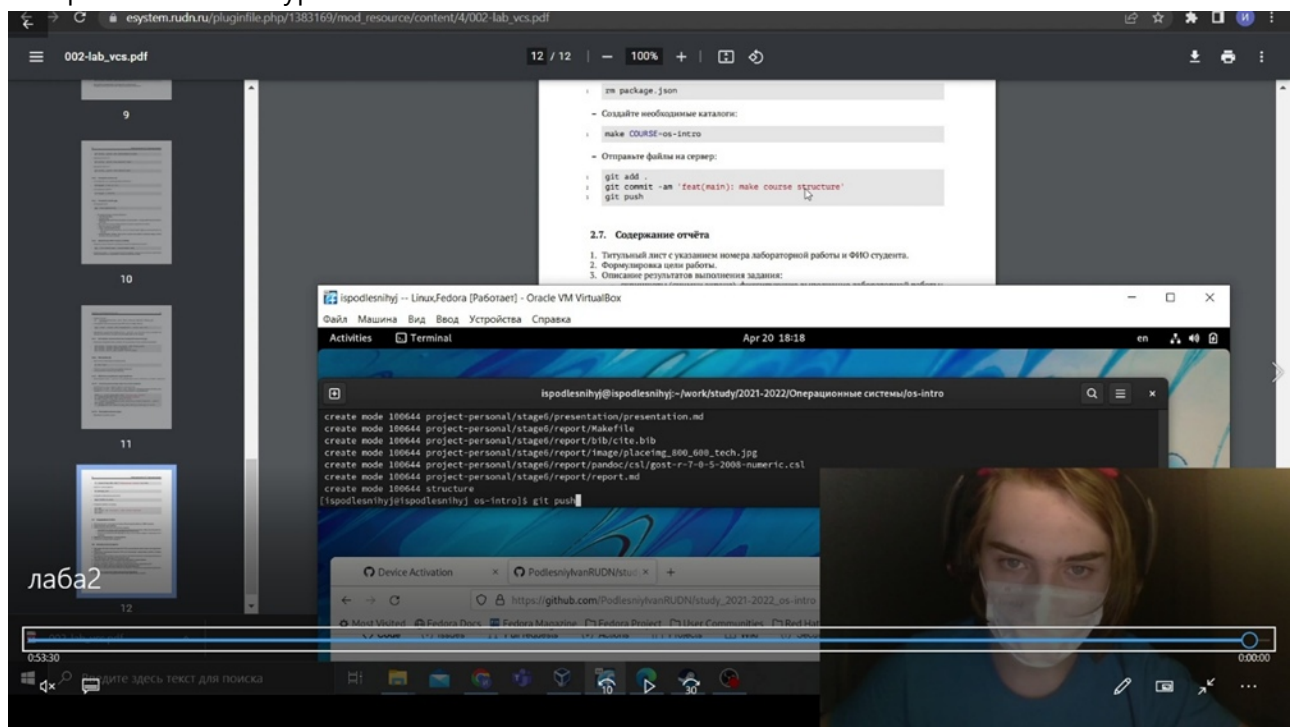 esystem.rudn.ru/pluginfile.php/1383169/mod_resource/content/4/002-lab_vcs.pdf
И
002-lab_vcs.pdf
12 / 12
100%
rm package.json
9
– Создайте необходимые каталоги:
make COURSE=os-intro
– Отправьте файлы на сервер:
git add .
git commit -am 'feat(main): make course structure'
git push
2.7. Содержание отчёта
1. Титульный лист с указанием номера лабораторной работы и ФИО студента.
2. Формулировка цели работы.
3. Описание результатов выполнения задания:
10
ispodlesnihyj -- Linux,Fedora [Работает] - Oracle VM VirtualBox
Файл Машина Вид Ввод Устройства Справка
Activities Terminal Apr 20 18:18 en
ispodlesnihyj@ispodlesnihyj:~/work/study/2021-2022/Операционные системы/os-intro
create mode 100644 project-personal/stage6/presentation/presentation.md
create mode 100644 project-personal/stage6/report/Makefile
create mode 100644 project-personal/stage6/report/bib/cite.bib
create mode 100644 project-personal/stage6/report/image/placeimg_800_600_tech.jpg
create mode 100644 project-personal/stage6/report/pandoc/csl/gost-r-7-0-5-2008-numeric.csl
create mode 100644 project-personal/stage6/report/report.md
create mode 100644 structure
[ispodlesnihyj@ispodlesnihyj os-intro]$ git push
11
Device Activation
PodlesniyIvanRUDN/stud
https://github.com/PodlesniyIvanRUDN/study_2021-2022_os-intro
лаба2
12
Most Visited Fedora Docs Fedora Magazine Fedora Project User Communities Red Hat
0:53:30
0:00:00
Введите здесь текст для поиска
10
30